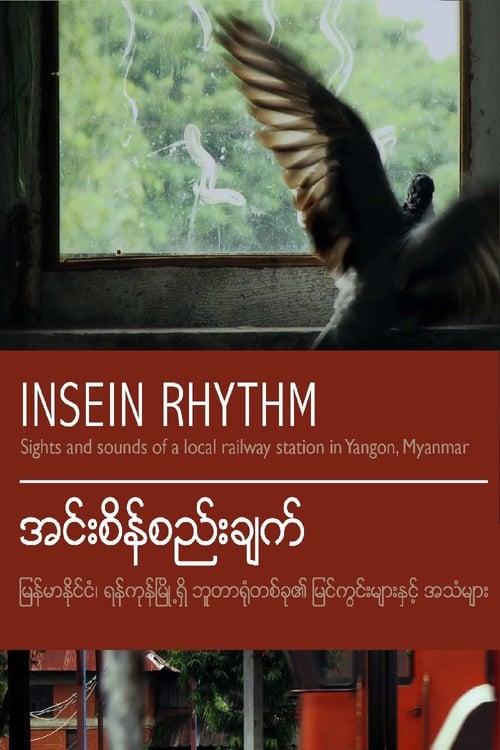 INSEIN RHYTHM
Sights and sounds of a local railway station in Yangon, Myanmar
အင်းစိန်စည်းချက်
မြန်မာနိုင်ငံ၊ ရန်ကုန်မြို့ရှိ ဘူတာရုံတစ်ခု၏ မြင်ကွင်းများနှင့် အသံများ